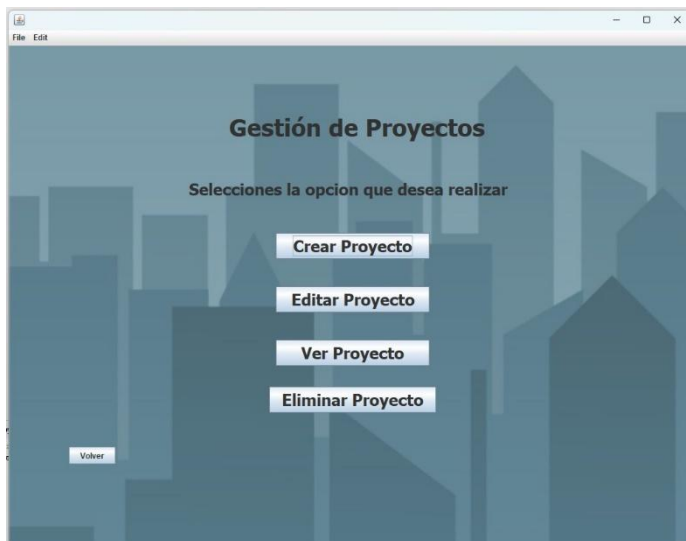 File Edit
Gestión de Proyectos
Selecciones la opcion que desea realizar
Crear Proyecto
Editar Proyecto
Ver Proyecto
Eliminar Proyecto
Volver